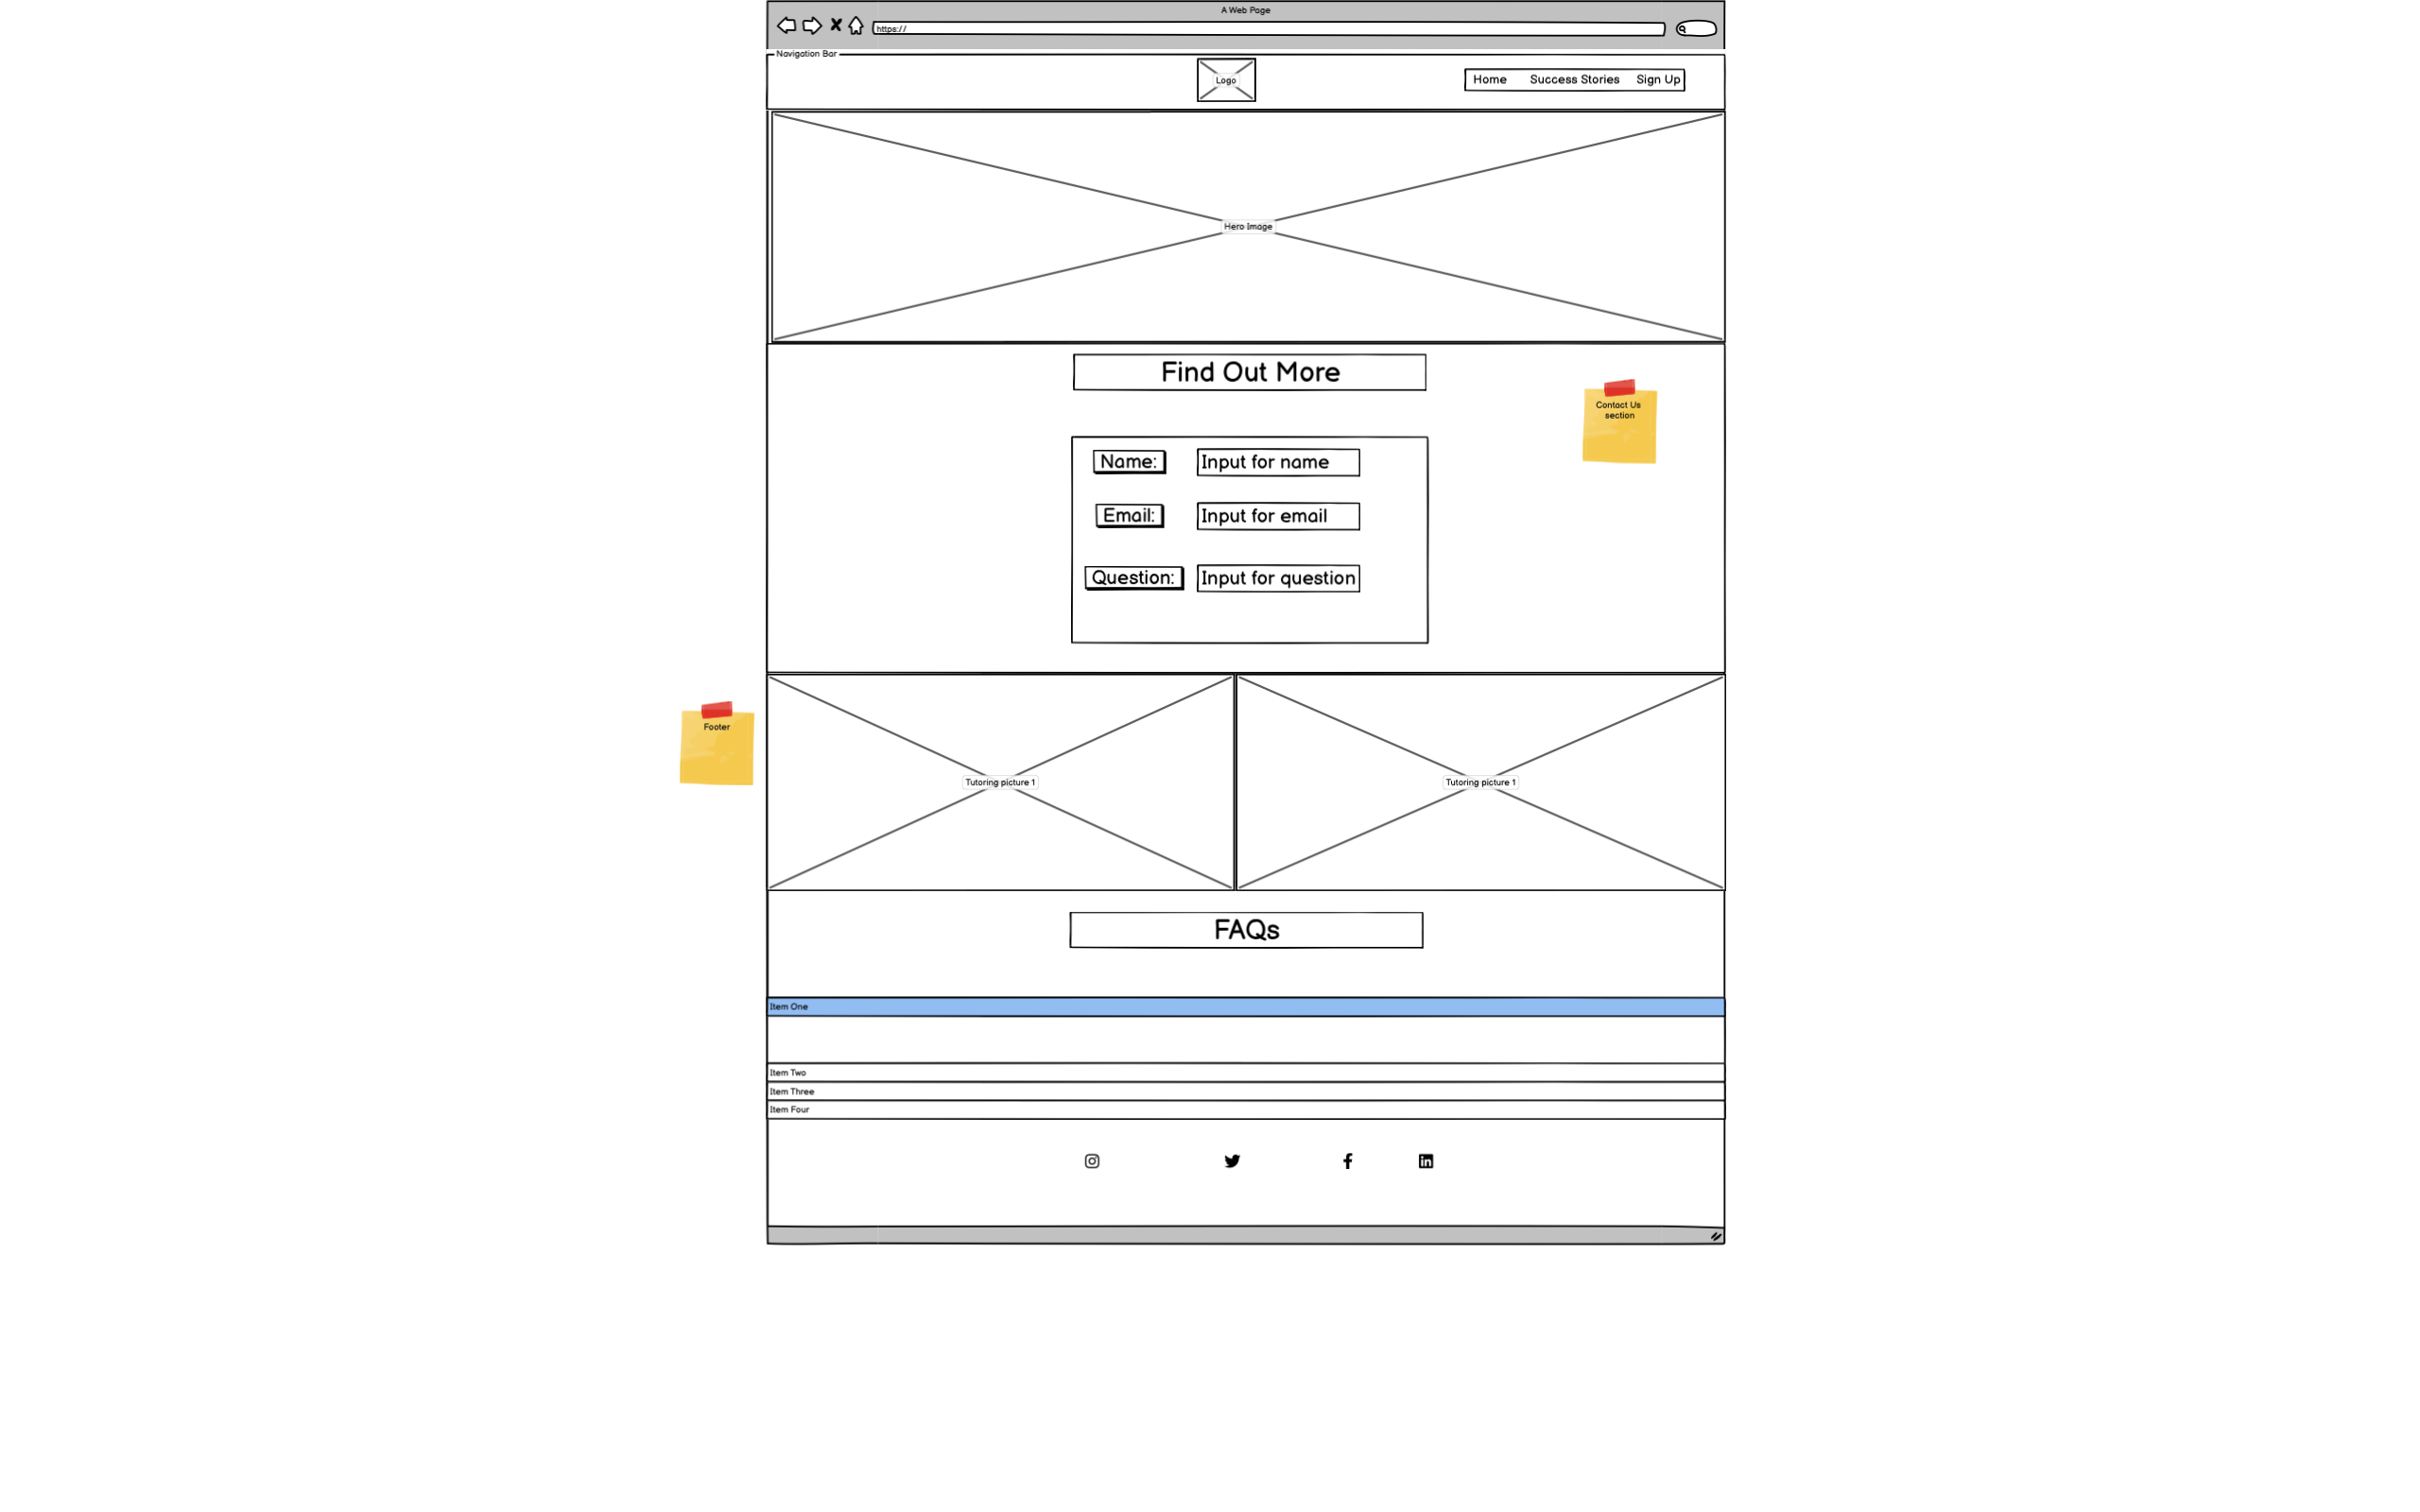 A Web Page
https://
Navigation Bar
Logo
Home Success Stories Sign Up
Hero Image
Find Out More
Contact Us
section
Name: Input for name
Email: Input for email
Question: Input for question
Footer
Tutoring picture 1 Tutoring picture 1
FAQs
Item One
Item Two
Item Three
Item Four